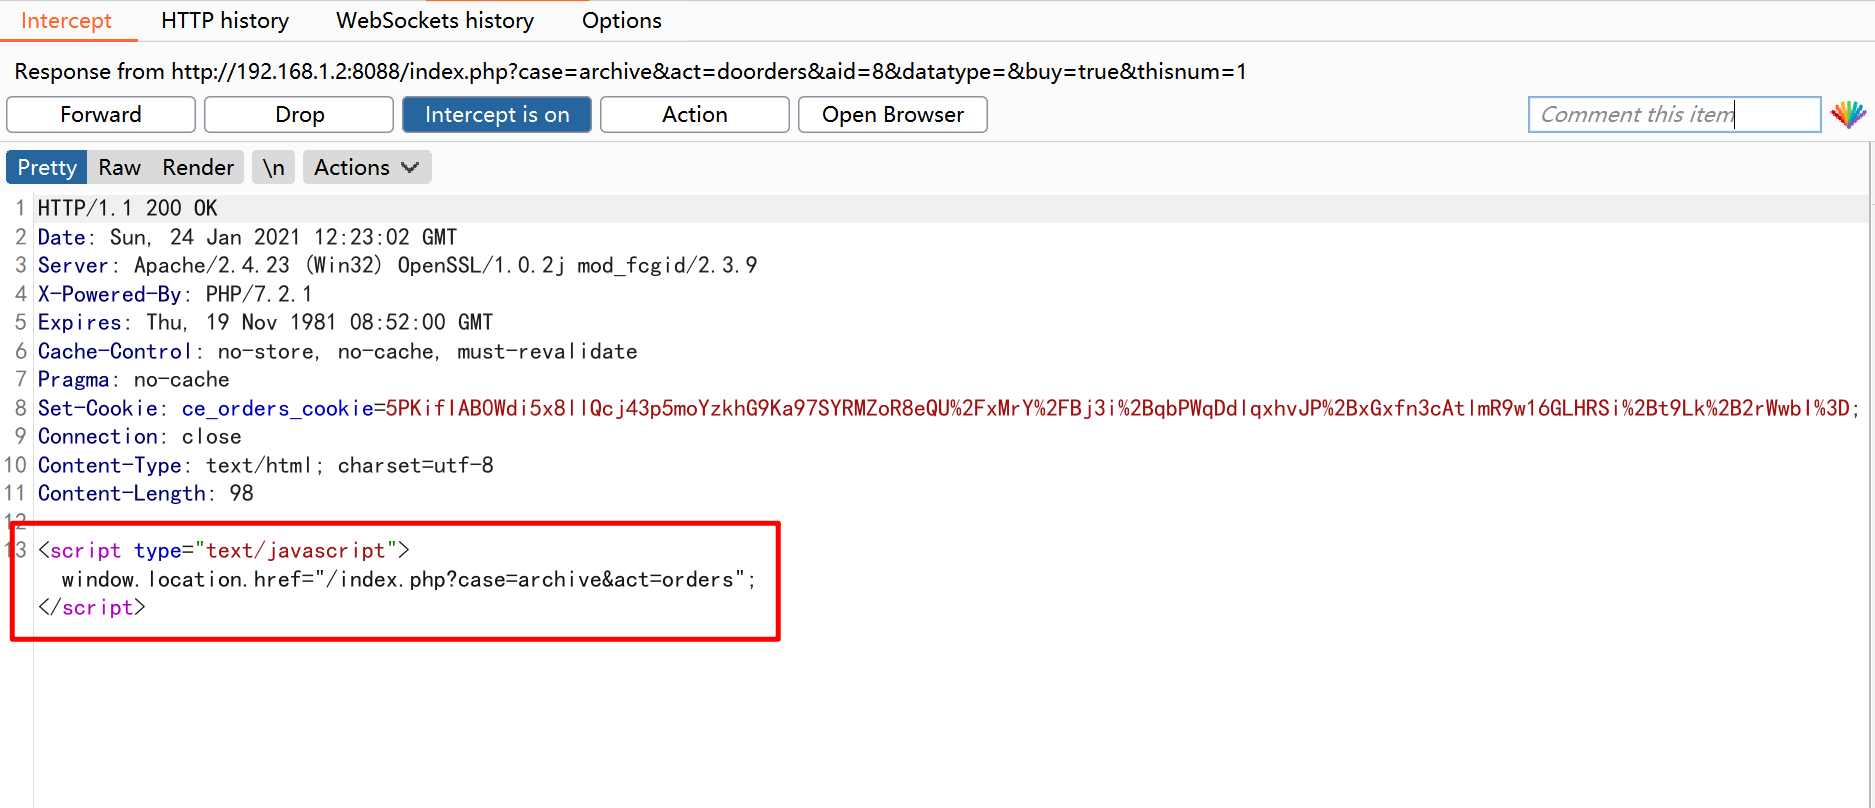 Intercept HTTP history WebSockets history Options
Response from http://192.168.1.2:8088/index.php?case=archive&act=doorders&aid=8&datatype=&buy=true&thisnum=1
Forward Drop Intercept is on Action Open Browser Comment this item
Pretty Raw Render \n Actions
1 HTTP/1.1 200 OK
2 Date: Sun, 24 Jan 2021 12:23:02 GMT
3 Server: Apache/2.4.23 (Win32) OpenSSL/1.0.2j mod_fcgid/2.3.9
4 X-Powered-By: PHP/7.2.1
5 Expires: Thu, 19 Nov 1981 08:52:00 GMT
6 Cache-Control: no-store, no-cache, must-revalidate
7 Pragma: no-cache
8 Set-Cookie: ce_orders_cookie=5PKifIAB0Wdi5x8IlQcj43p5moYzkhG9Ka97SYRMZoR8eQU%2FxMrY%2FBj3i%2BqbPWqDdlqxhvJP%2BxGxfn3cAtlmR9w16GLHRSi%2Bt9Lk%2B2rWwbI%3D;
9 Connection: close
10 Content-Type: text/html; charset=utf-8
11 Content-Length: 98
12
13 <script type="text/javascript">
window.location.href="/index.php?case=archive&act=orders";
</script>